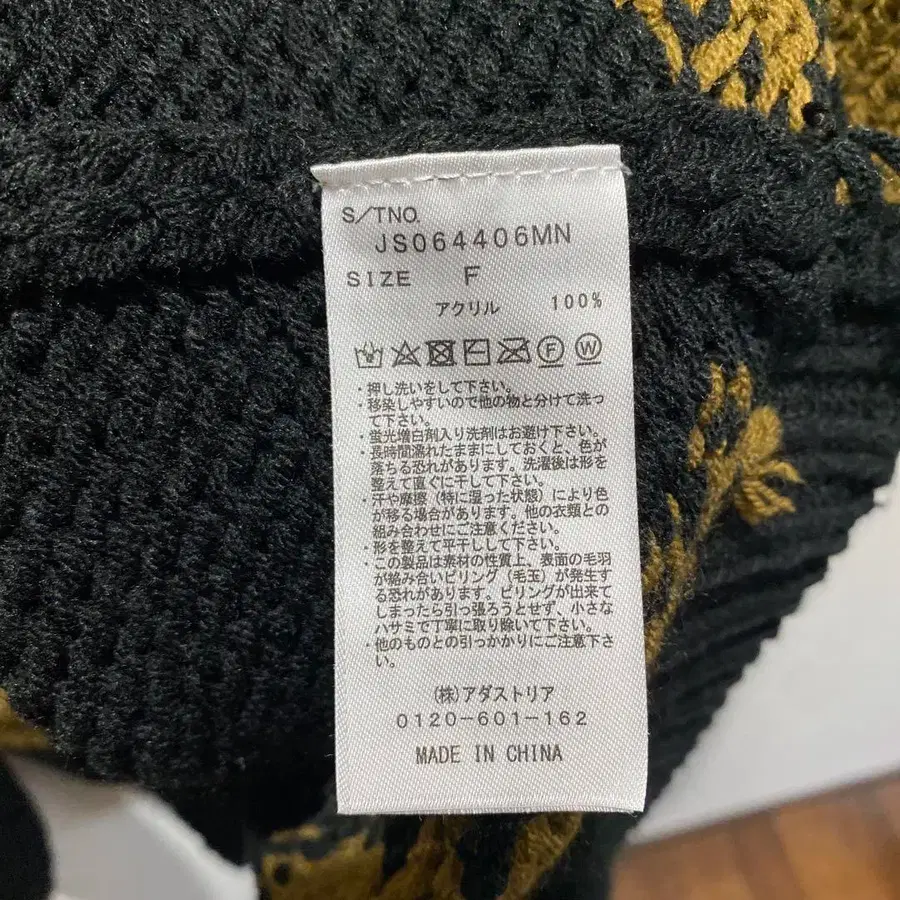 S/TNO.
JS064406MN
SIZE F
アクリル 100%
F W
・押し洗いをして下さい。
・移染しやすいので他の物と分けて洗っ
て下さい。
・蛍光増白剤入り洗剤はお避け下さい。
・長時間濡れたままにしておくと、色が
落ちる恐れがあります。洗濯後は形を
整えて直ぐに干して下さい。
・汗や摩擦（特に湿った状態）により色
が移る場合があります。他の衣類との
組み合わせにご注意ください。
・形を整えて平干しして下さい。
・この製品は素材の性質上、表面の毛羽
が絡み合いピリング（毛玉）が発生す
る恐れがあります。ピリングが出来て
しまったら引っ張ろうとせず、小さな
ハサミで丁寧に取り除いて下さい。
・他のものとの引っかかりにご注意下さ
い。
(株)アダストリア
0120-601-162
MADE IN CHINA